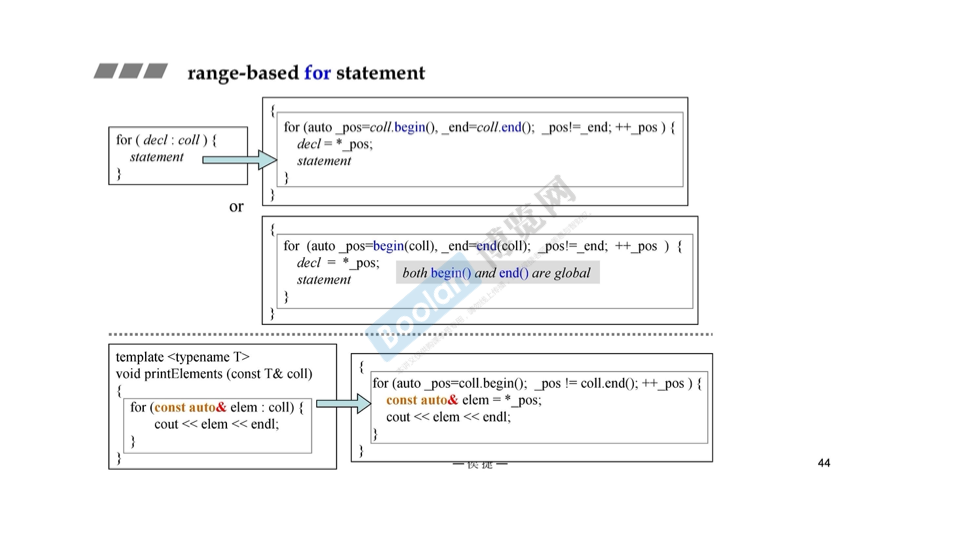 range-based for statement
for ( decl : coll ) {
statement
}
{
for (auto _pos=coll.begin(), _end=coll.end(); _pos!=_end; ++_pos ) {
decl = *_pos;
statement
}
}
or
{
for (auto _pos=begin(coll), _end=end(coll); _pos!=_end; ++_pos ) {
decl = *_pos;
both begin() and end() are global
statement
}
}
Boolan 博览网
template <typename T>
void printElements (const T& coll)
{
for (const auto& elem : coll) {
cout << elem << endl;
}
}
{
for (auto _pos=coll.begin(); _pos != coll.end(); ++_pos ) {
const auto& elem = *_pos;
cout << elem << endl;
}
}
44